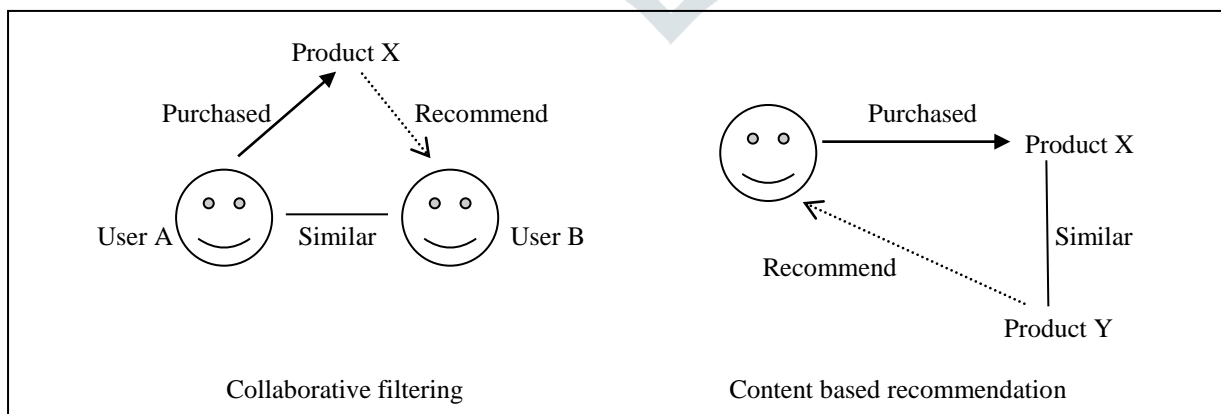 Product X
Purchased
Recommend
User A
Similar
User B
Collaborative filtering
Purchased
Product X
Similar
Recommend
Product Y
Content based recommendation